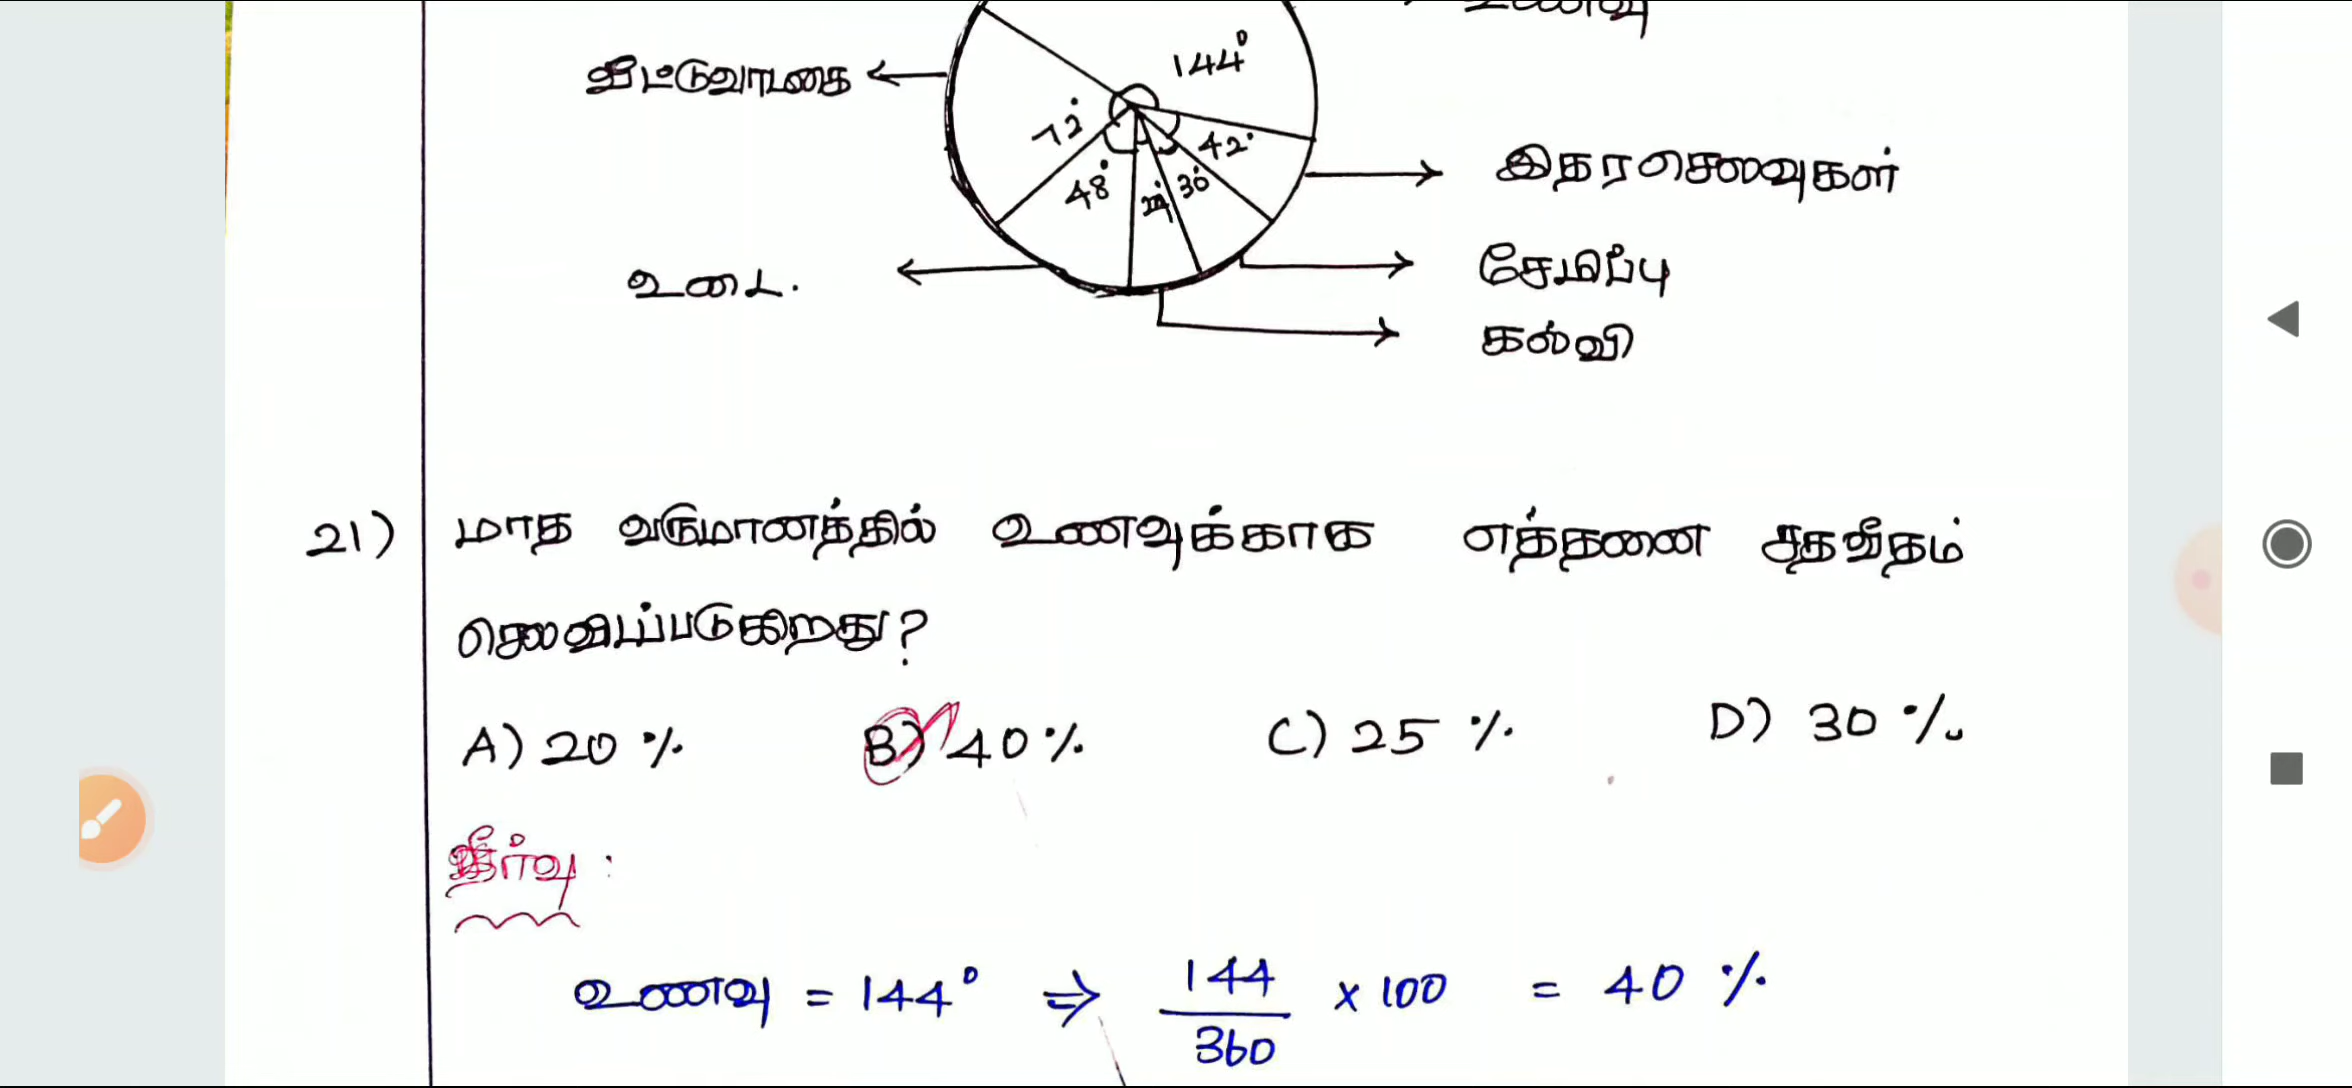 144°
வீட்டுவாடகை
72°
42°
48°
30°
இதரசெலவுகள்
உடை.
சேமிப்பு
கல்வி
21) மாத வருமானத்தில் உணவுக்காக எத்தனை சதவீதம்
செலவிடப்படுகிறது?
A) 20 % B) 40 % C) 25 % D) 30 %
தீர்வு :
உணவு = 144° ⇒ 144/360 x 100 = 40 %